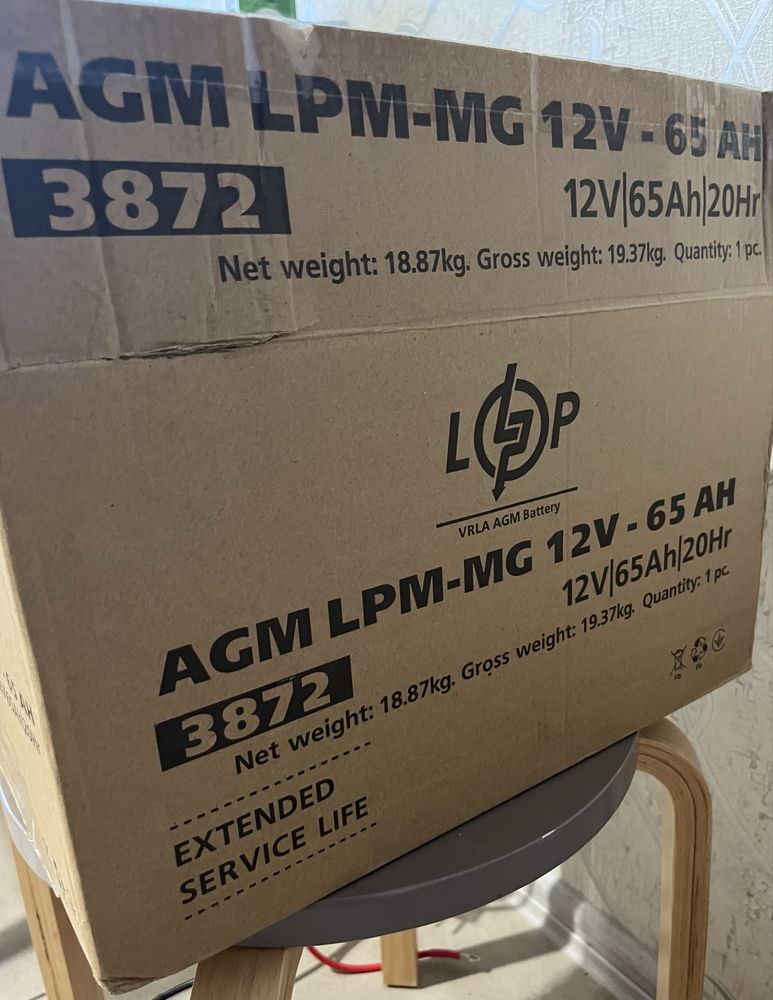 AGM LPM-MG 12V - 65 AH
3872
12V|65Ah|20Hr
Net weight: 18.87kg. Gross weight: 19.37kg. Quantity: 1 pc.
LP
VRLA AGM Battery
AGM LPM-MG 12V - 65 AH
12V|65Ah|20Hr
3872
Net weight: 18.87kg. Gross weight: 19.37kg. Quantity: 1 pc.
EXTENDED
SERVICE LIFE
Pb
Pb